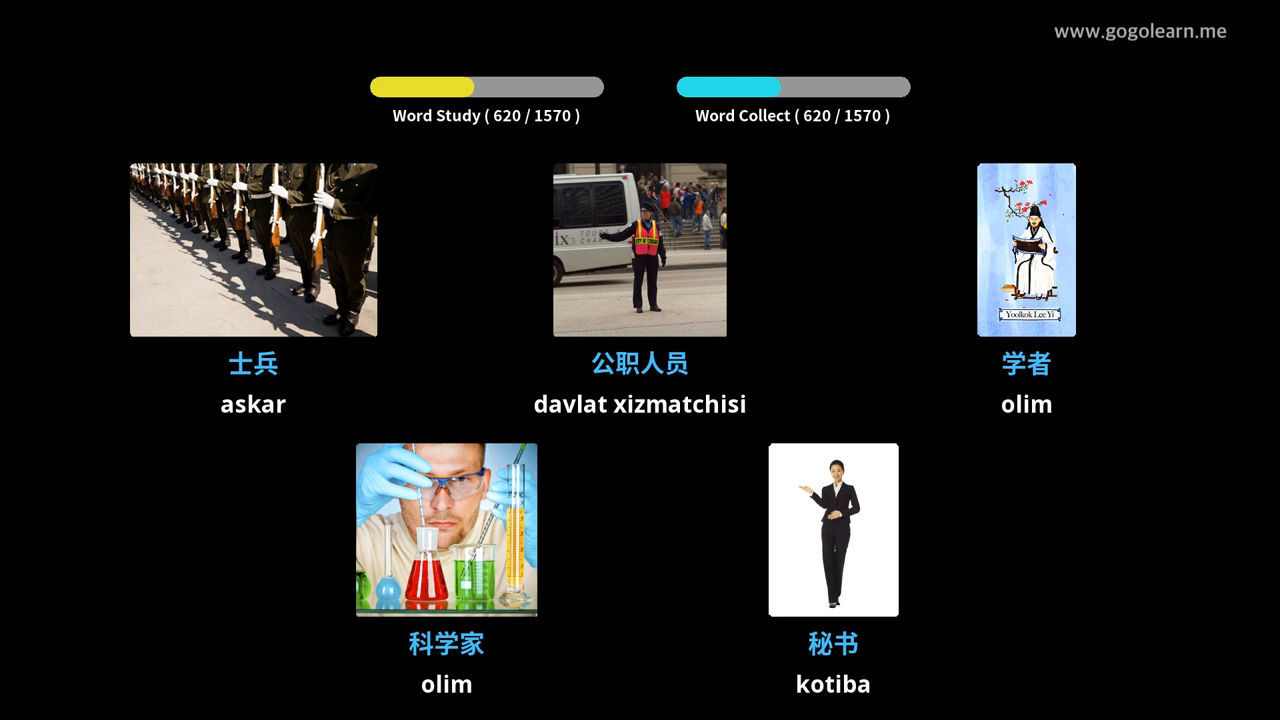 www.gogolearn.me
Word Study ( 620 / 1570 )
Word Collect ( 620 / 1570 )
Yoolkok Lee Yi
士兵
公职人员
学者
askar
davlat xizmatchisi
olim
科学家
秘书
olim
kotiba